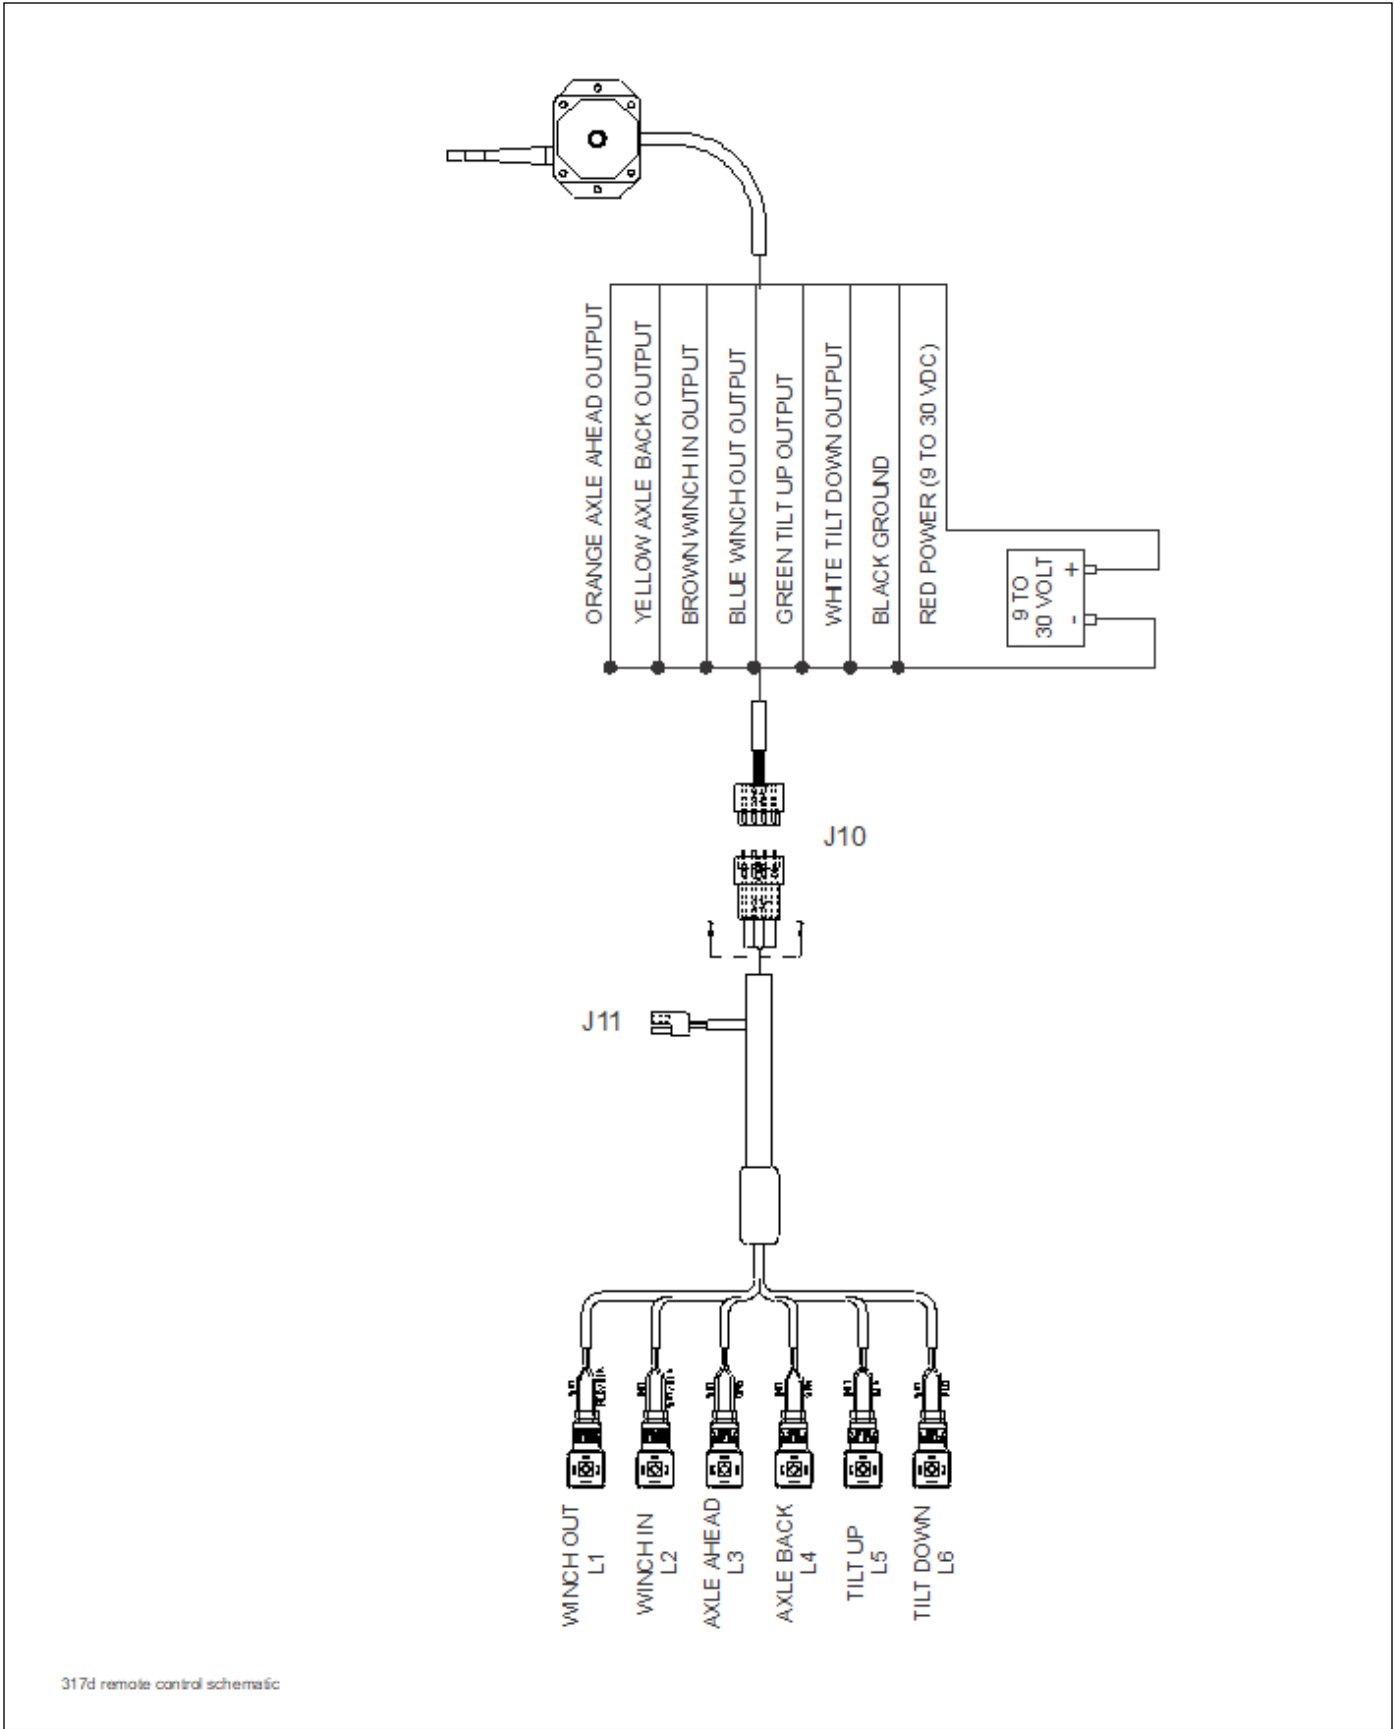 ORANGE AXLE AHEAD OUTPUT
YELLOW AXLE BACK OUTPUT
BROWN WINCH IN OUTPUT
BLUE WINCH OUT OUTPUT
GREEN TILT UP OUTPUT
WHITE TILT DOWN OUTPUT
BLACK GROUND
RED POWER (9 TO 30 VDC)
9 TO
30 VOLT
- +
J10
J11
WINCH OUT
L1
WINCH IN
L2
AXLE AHEAD
L3
AXLE BACK
L4
TILT UP
L5
TILT DOWN
L6
317d remote control schematic